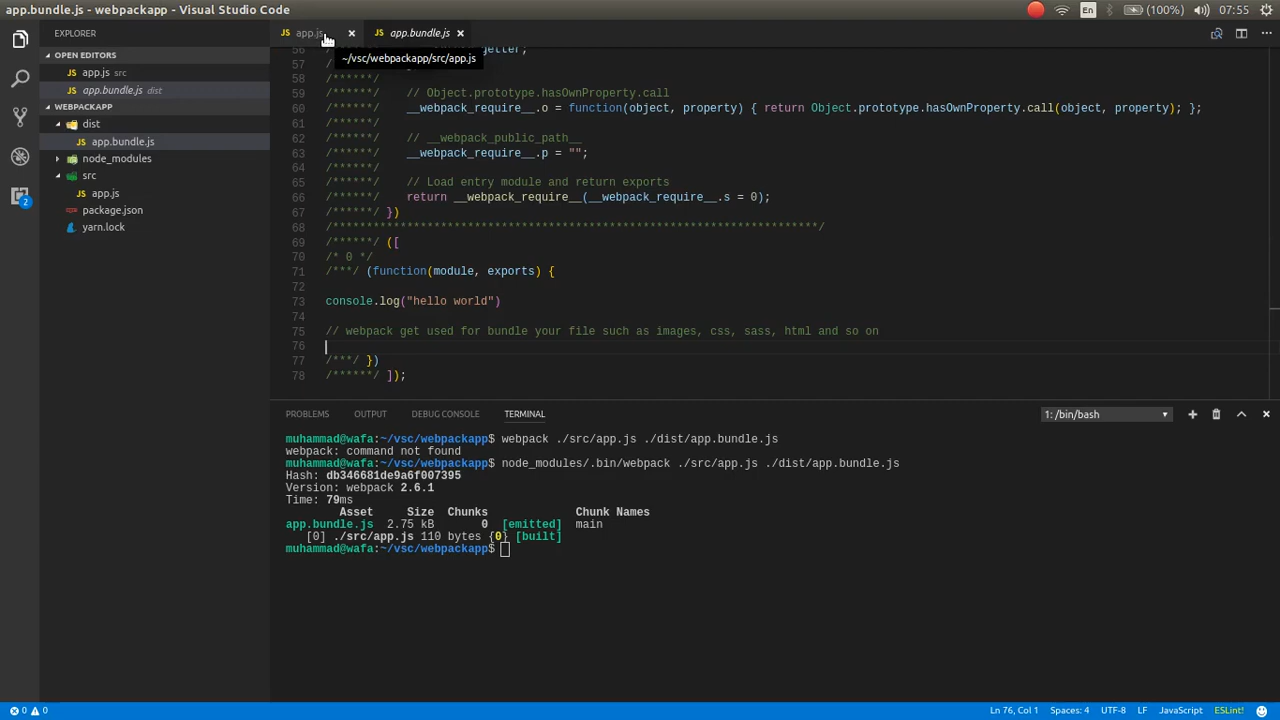 app.bundle.js - webpackapp - Visual Studio Code
En
(100%)
07:55
EXPLORER
OPEN EDITORS
app.js src
app.bundle.js dist
WEBPACKAPP
dist
app.bundle.js
node_modules
src
app.js
package.json
yarn.lock
2
JS app.js ×
JS app.bundle.js ×
~/vsc/webpackapp/src/app.js
56 getter;
57 /
58 /******/
59 /******/ // Object.prototype.hasOwnProperty.call
60 /******/ __webpack_require__.o = function(object, property) { return Object.prototype.hasOwnProperty.call(object, property); };
61 /******/
62 /******/ // __webpack_public_path__
63 /******/ __webpack_require__.p = "";
64 /******/
65 /******/ // Load entry module and return exports
66 /******/ return __webpack_require__(__webpack_require__.s = 0);
67 /******/ })
68 /************************************************************************/
69 /******/ ([
70 /* 0 */
71 /***/ (function(module, exports) {
72
73 console.log("hello world")
74
75 // webpack get used for bundle your file such as images, css, sass, html and so on
76
77 /***/ })
78 /******/ ]);
PROBLEMS OUTPUT DEBUG CONSOLE TERMINAL
1: /bin/bash
muhammad@wafa:~/vsc/webpackapp$ webpack ./src/app.js ./dist/app.bundle.js
webpack: command not found
muhammad@wafa:~/vsc/webpackapp$ node_modules/.bin/webpack ./src/app.js ./dist/app.bundle.js
Hash: db346681de9a6f007395
Version: webpack 2.6.1
Time: 79ms
Asset Size Chunks Chunk Names
app.bundle.js 2.75 kB 0 [emitted] main
[0] ./src/app.js 110 bytes {0} [built]
muhammad@wafa:~/vsc/webpackapp$
0 0
Ln 76, Col 1 Spaces: 4 UTF-8 LF JavaScript ESLint!